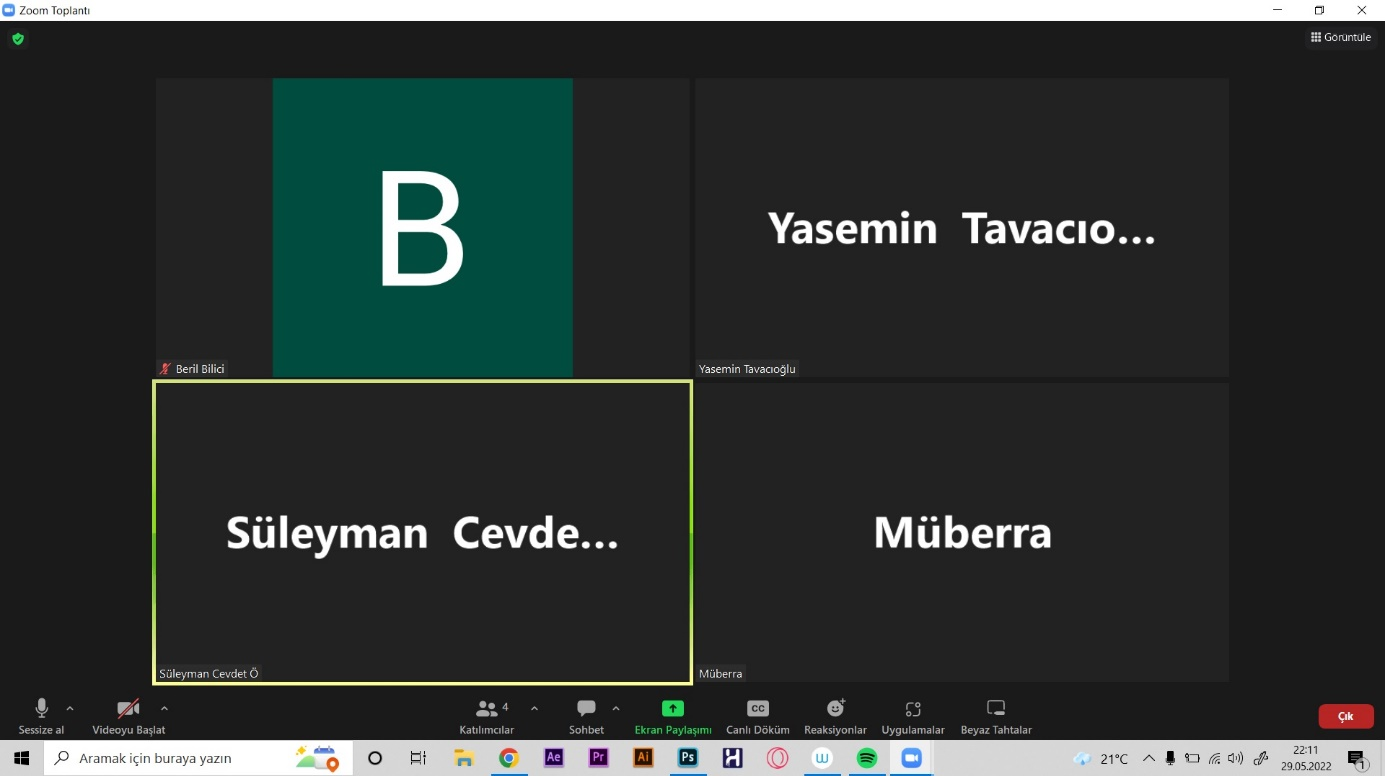 Zoom Toplantı
Görüntüle
B
Yasemin Tavacıo...
Beril Bilici
Yasemin Tavacıoğlu
Süleyman Cevde...
Müberra
Süleyman Cevdet Ö
Müberra
4
CC
Sessize al
Videoyu Başlat
Katılımcılar
Sohbet
Ekran Paylaşımı
Canlı Döküm
Reaksiyonlar
Uygulamalar
Beyaz Tahtalar
Çık
Aramak için buraya yazın
Ae
Pr
Ai
Ps
H
W
21°C
22:11
29.05.2022
1